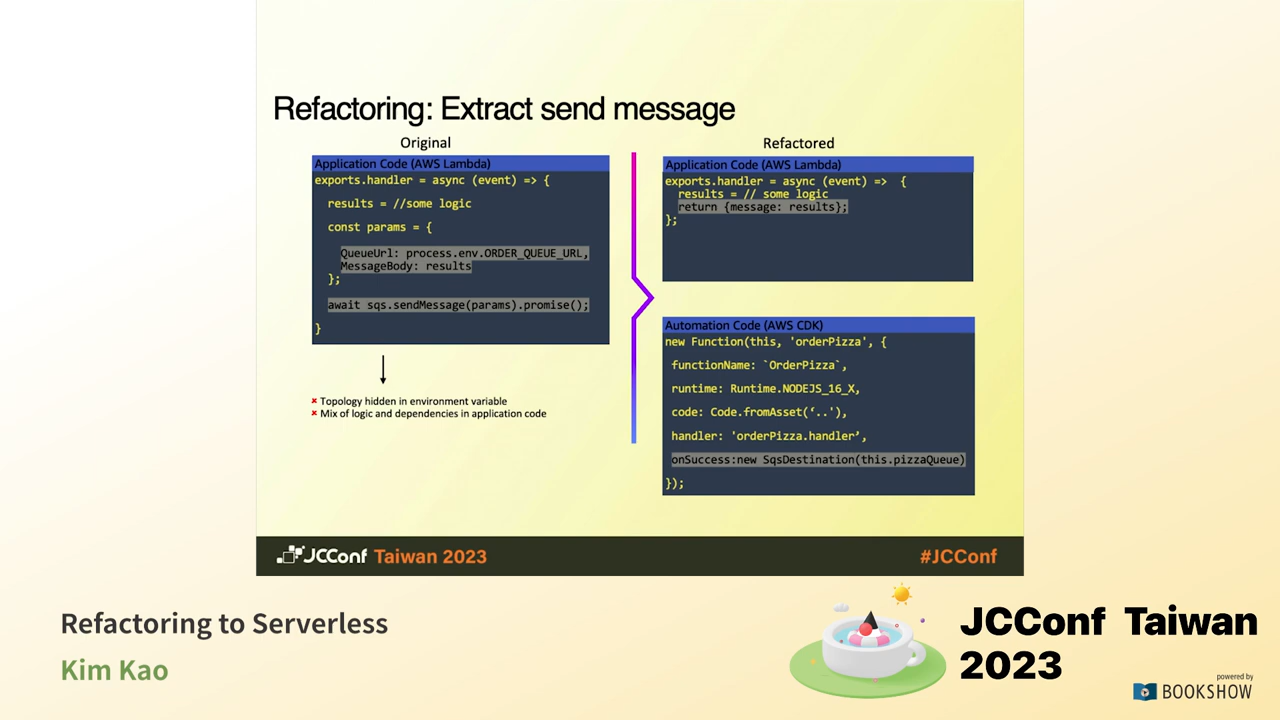 Refactoring: Extract send message
Original
Application Code (AWS Lambda)
exports.handler = async (event) => {
results = //some logic
const params = {
QueueUrl: process.env.ORDER_QUEUE_URL,
MessageBody: results
};
await sqs.sendMessage(params).promise();
}
Topology hidden in environment variable
Mix of logic and dependencies in application code
Refactored
Application Code (AWS Lambda)
exports.handler = async (event) => {
results = // some logic
return {message: results};
};
Automation Code (AWS CDK)
new Function(this, 'orderPizza', {
functionName: `OrderPizza`,
runtime: Runtime.NODEJS_16_X,
code: Code.fromAsset(‘..'),
handler: 'orderPizza.handler’,
onSuccess:new SqsDestination(this.pizzaQueue)
});
JCConf Taiwan 2023
#JCConf
Refactoring to Serverless
Kim Kao
JCConf Taiwan
2023
powered by
BOOKSHOW